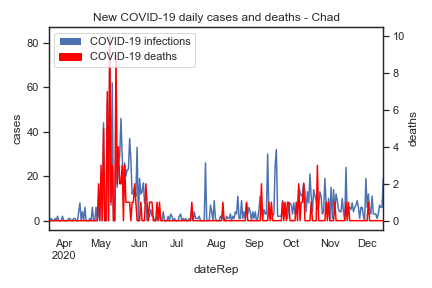 New COVID-19 daily cases and deaths - Chad
COVID-19 infections
COVID-19 deaths
80
60
40
20
0
cases
10
8
6
4
2
0
deaths
Apr May Jun Jul Aug Sep Oct Nov Dec
2020
dateRep